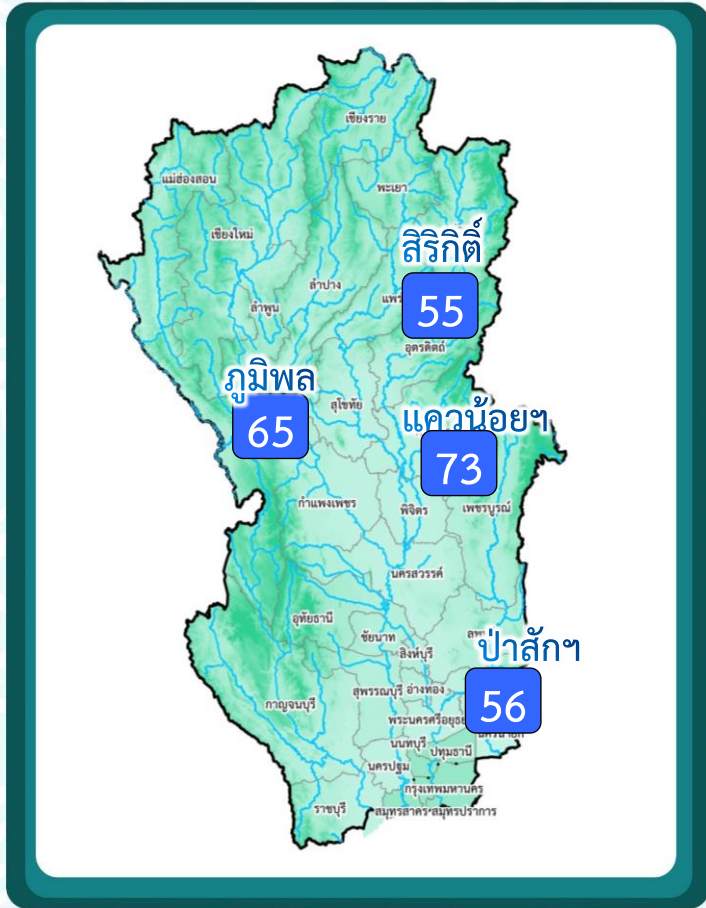 เชียงราย
แม่ฮ่องสอน
พะเยา
เชียงใหม่
สิริกิติ์
ลำปาง
แพร่
55
ลำพูน
อุตรดิตถ์
ภูมิพล
สุโขทัย
65
แควน้อยฯ
73
กำแพงเพชร
พิจิตร
เพชรบูรณ์
นครสวรรค์
อุทัยธานี
ชัยนาท
สิงห์บุรี
ป่าสักฯ
สุพรรณบุรี
อ่างทอง
กาญจนบุรี
56
พระนครศรีอยุธย
นนทบุรี
ปทุมธานี
นครปฐม
กรุงเทพมหานคร
ราชบุรี
สมุทรสาคร
สมุทรปราการ